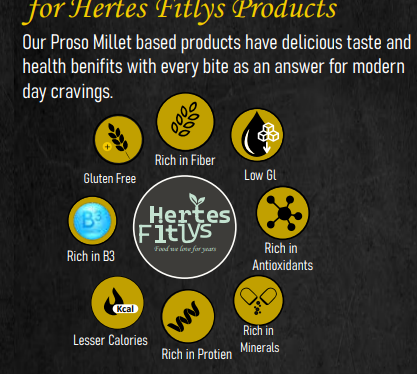 for Hertes Fitlys Products
Our Proso Millet based products have delicious taste and
health benifits with every bite as an answer for modern
day cravings.
Rich in Fiber
Gluten Free
Low GI
Hertes
Fitlys
Food we love for years
B3
Rich in B3
Rich in
Antioxidants
Kcal
Lesser Calories
Rich in Protien
Rich in
Minerals